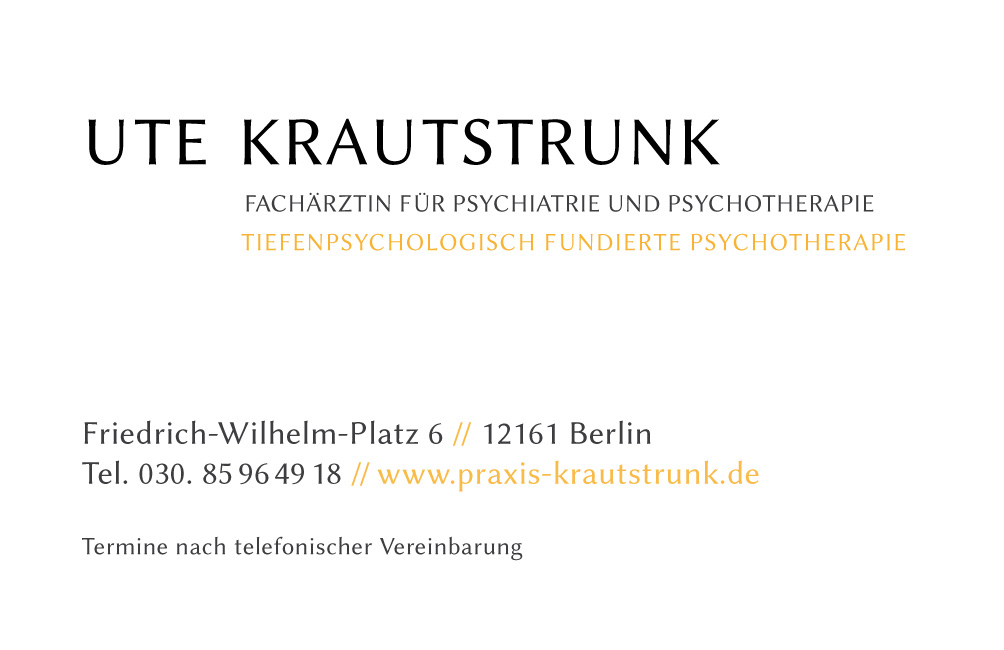 UTE KRAUTSTRUNK
FACHÄRZTIN FÜR PSYCHIATRIE UND PSYCHOTHERAPIE
TIEFENPSYCHOLOGISCH FUNDIERTE PSYCHOTHERAPIE
Friedrich-Wilhelm-Platz 6 // 12161 Berlin
Tel. 030. 85 96 49 18 // www.praxis-krautstrunk.de
Termine nach telefonischer Vereinbarung